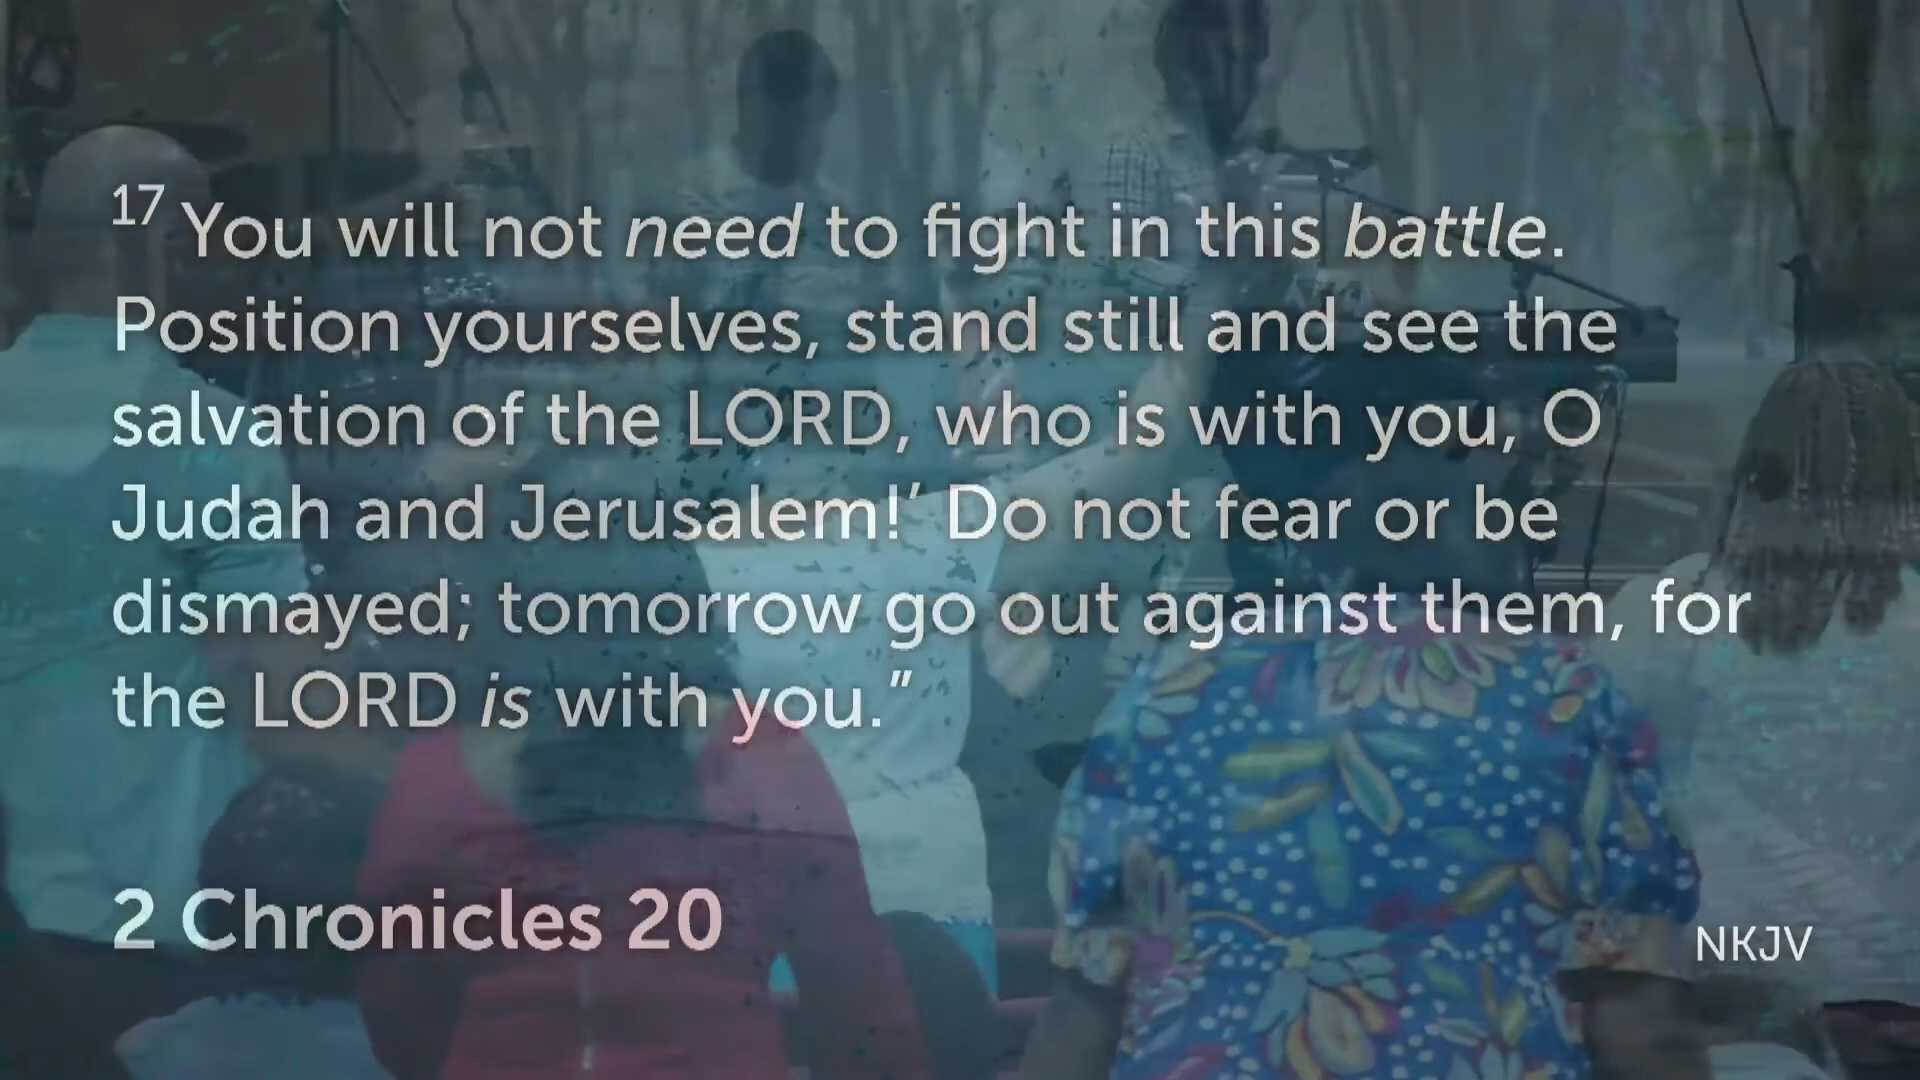 17 You will not need to fight in this battle.
Position yourselves, stand still and see the
salvation of the LORD, who is with you, O
Judah and Jerusalem!’ Do not fear or be
dismayed; tomorrow go out against them, for
the LORD is with you.”
2 Chronicles 20
NKJV